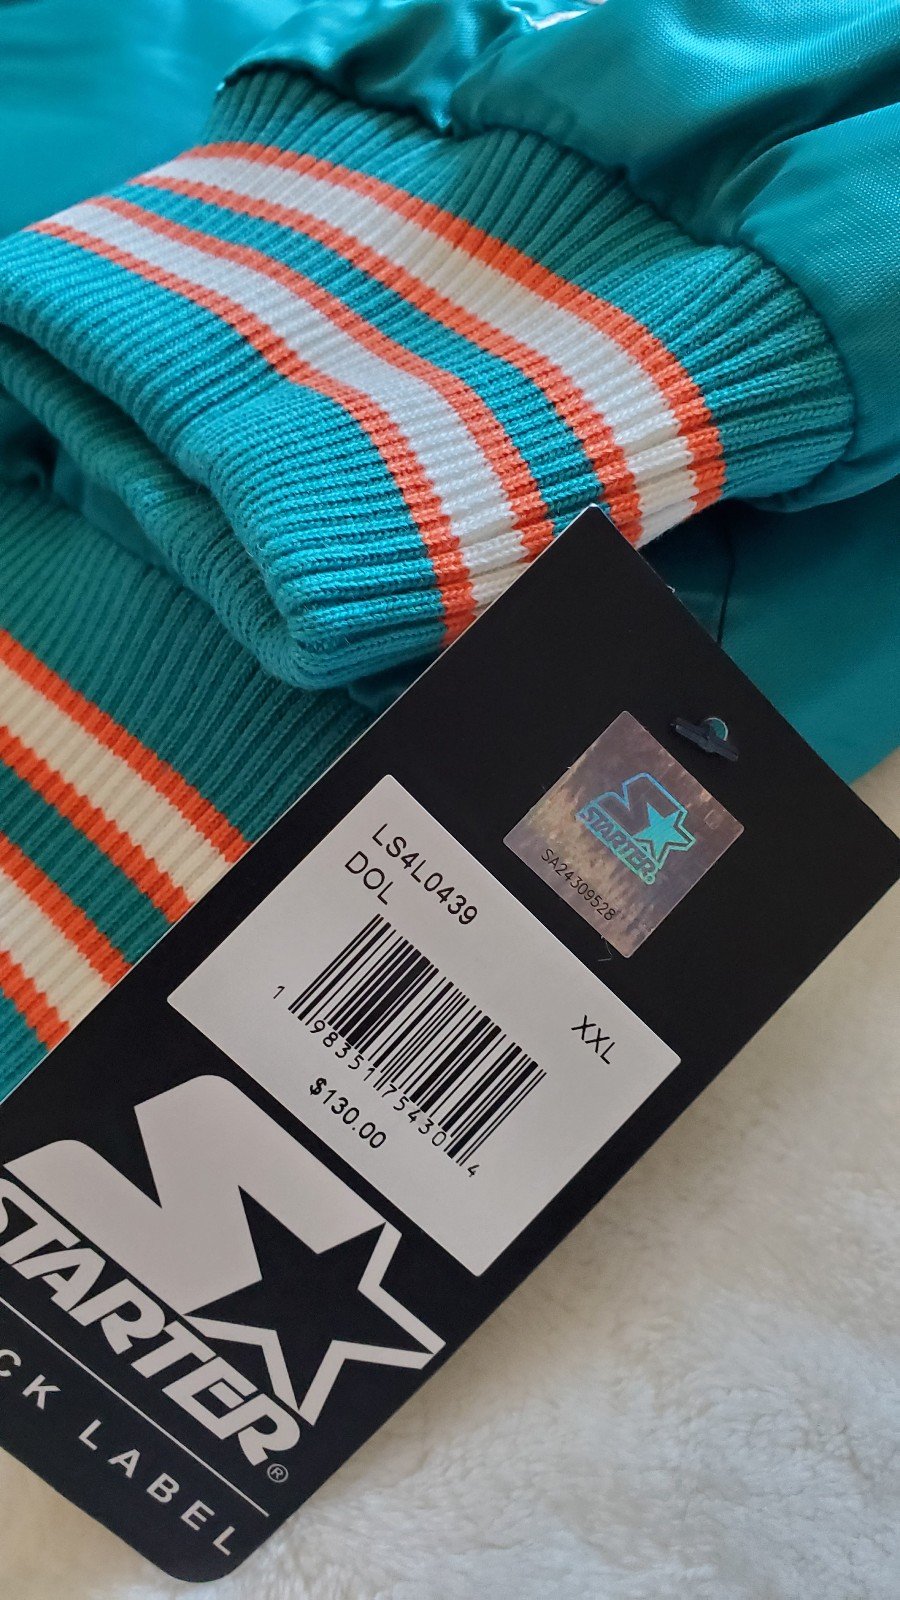 STARTER
SA24309528
LS4L0439
DOL
XXL
1 98351 75430 4
$130.00
STARTER®
CK LABEL